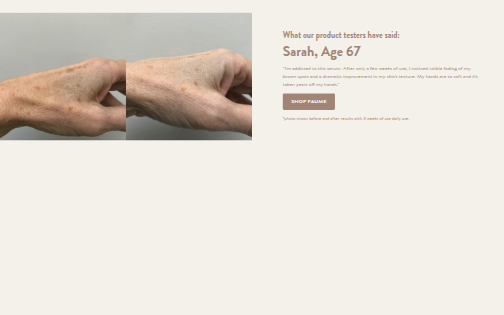 What our product testers have said:
Sarah, Age 67
"I'm addicted to this serum. After only a few weeks of use, I noticed visible fading of my
brown spots and a dramatic improvement in my skin's texture. My hands are so soft and it's
taken years off my hands!"
SHOP FAUNE
*photo shows before and after results with 8 weeks of use daily use.